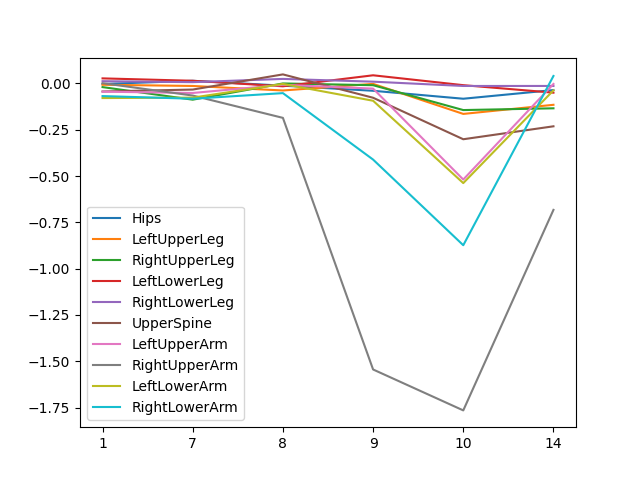 0.00
−0.25
−0.50
−0.75
−1.00
−1.25
−1.50
−1.75
Hips
LeftUpperLeg
RightUpperLeg
LeftLowerLeg
RightLowerLeg
UpperSpine
LeftUpperArm
RightUpperArm
LeftLowerArm
RightLowerArm
1 7 8 9 10 14